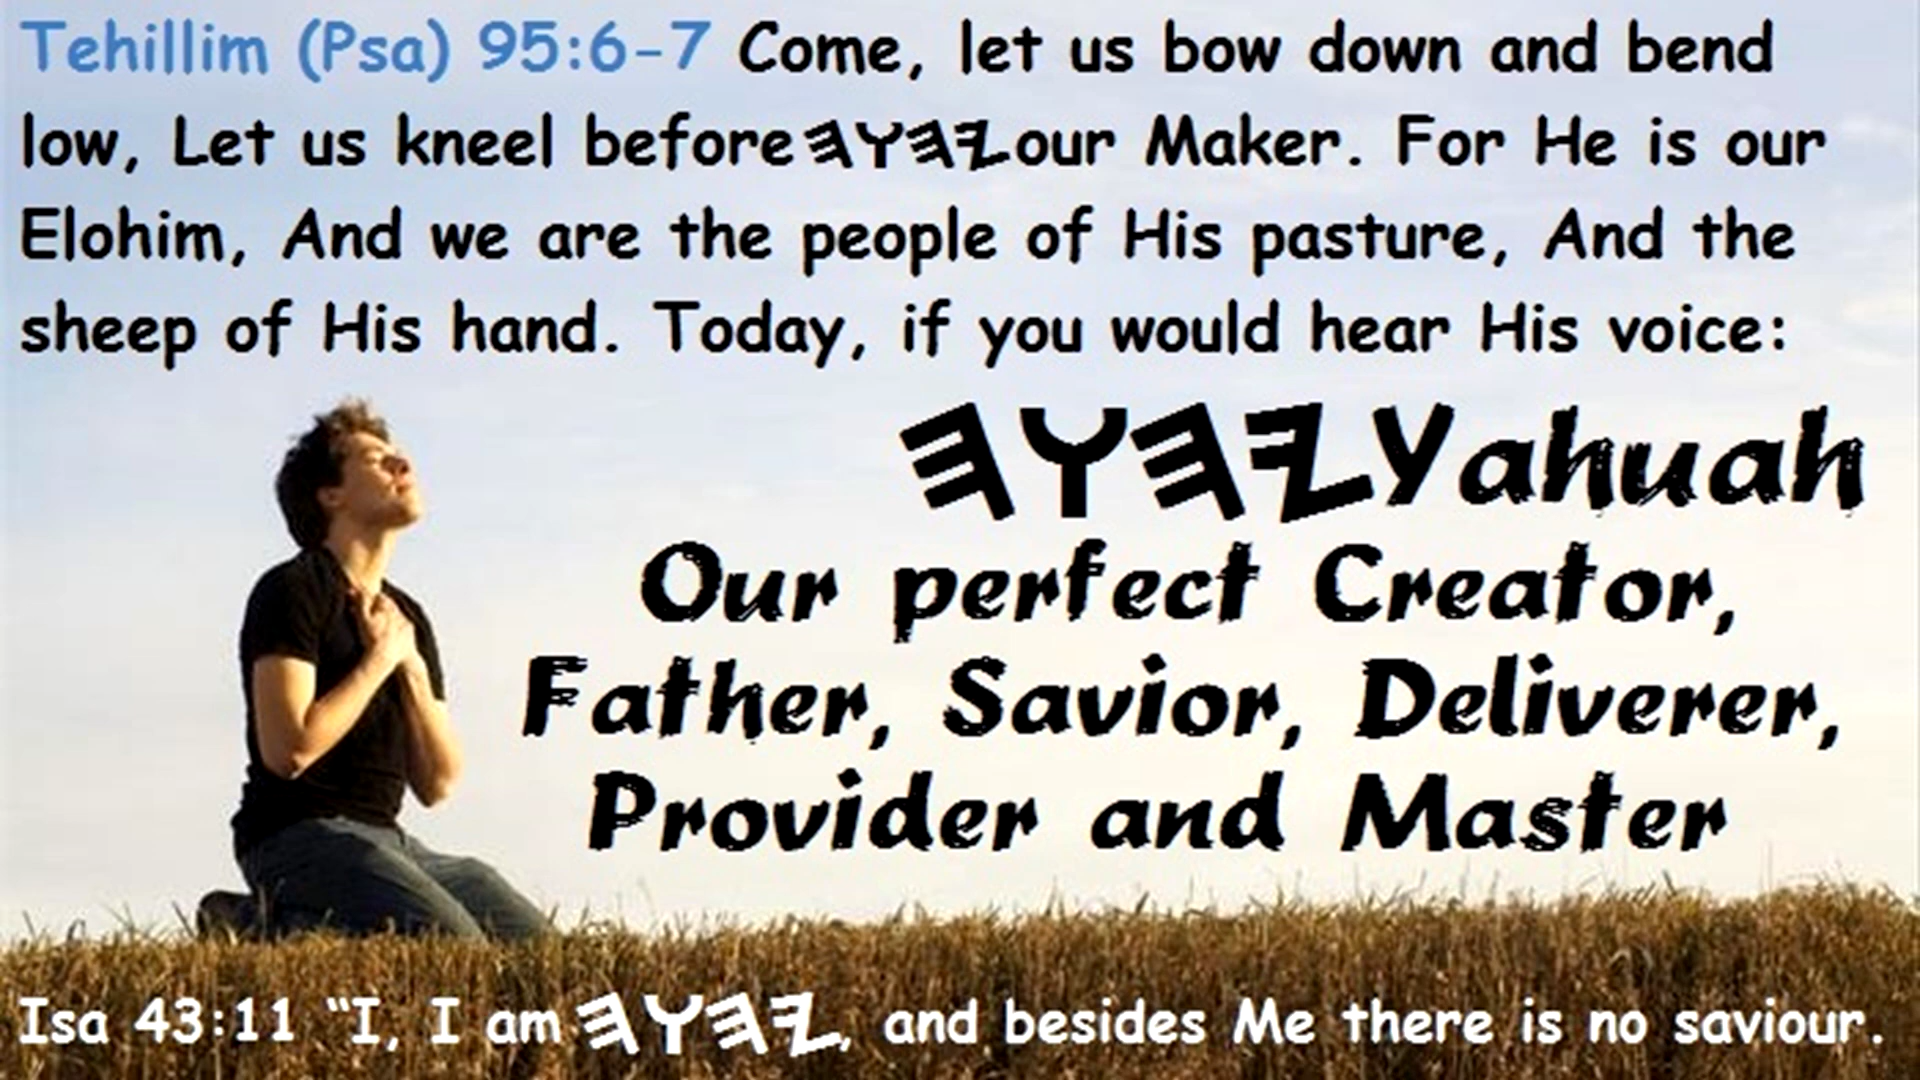 Tehillim (Psa) 95:6-7 Come, let us bow down and bend
low, Let us kneel before 𐤉𐤄𐤅𐤄 our Maker. For He is our
Elohim, And we are the people of His pasture, And the
sheep of His hand. Today, if you would hear His voice:
𐤉𐤄𐤅𐤄 Yahuah
Our perfect Creator,
Father, Savior, Deliverer,
Provider and Master
Isa 43:11 “I, I am 𐤉𐤄𐤅𐤄, and besides Me there is no saviour.